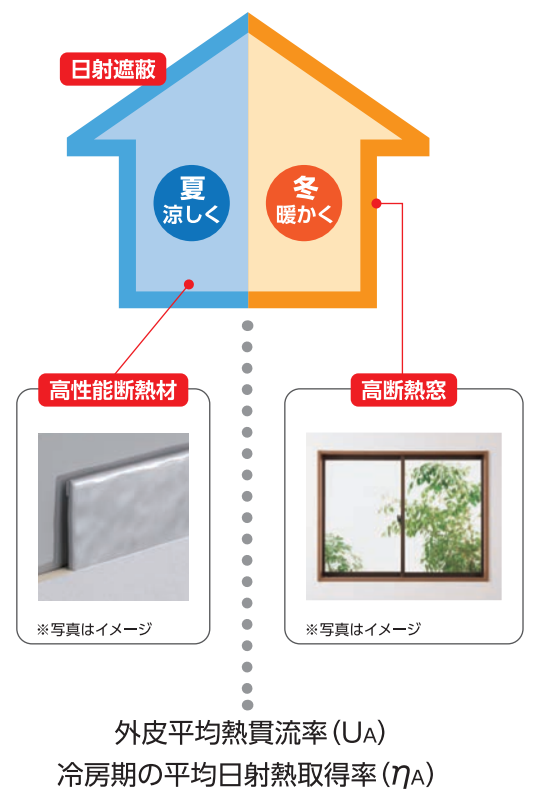 日射遮蔽
夏
涼しく
冬
暖かく
高性能断熱材
高断熱窓
※写真はイメージ
※写真はイメージ
外皮平均熱貫流率(UA)
冷房期の平均日射熱取得率(ηA)